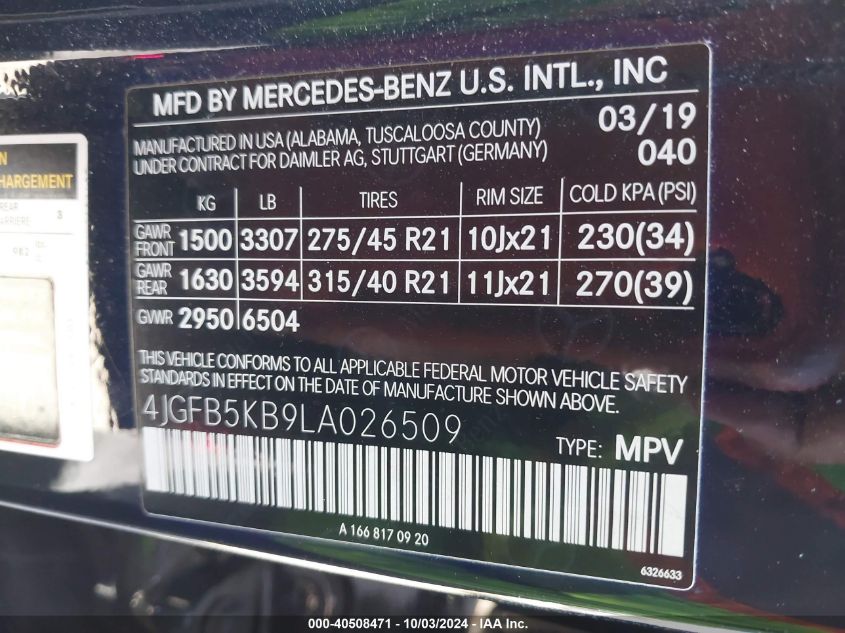 MFD BY MERCEDES-BENZ U.S. INTL., INC
MANUFACTURED IN USA (ALABAMA, TUSCALOOSA COUNTY) 03/19
UNDER CONTRACT FOR DAIMLER AG, STUTTGART (GERMANY) 040
KG LB TIRES RIM SIZE COLD KPA (PSI)
GAWR FRONT 1500 3307 275/45 R21 10Jx21 230(34)
GAWR REAR 1630 3594 315/40 R21 11Jx21 270(39)
GVWR 2950 6504
THIS VEHICLE CONFORMS TO ALL APPLICABLE FEDERAL MOTOR VEHICLE SAFETY
STANDARDS IN EFFECT ON THE DATE OF MANUFACTURE SHOWN ABOVE.
4JGFB5KB9LA026509
TYPE: MPV
A 166 817 09 20
6326633
HARGEMENT
REAR
ARRIERE 3
000-40508471 - 10/03/2024 - IAA Inc.